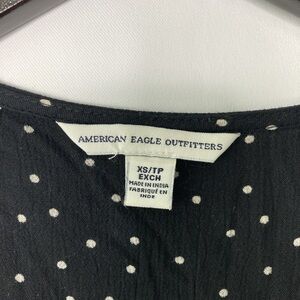 AMERICAN EAGLE OUTFITTERS
XS/TP
EXCH
MADE IN INDIA
FABRIQUÉ EN
INDE